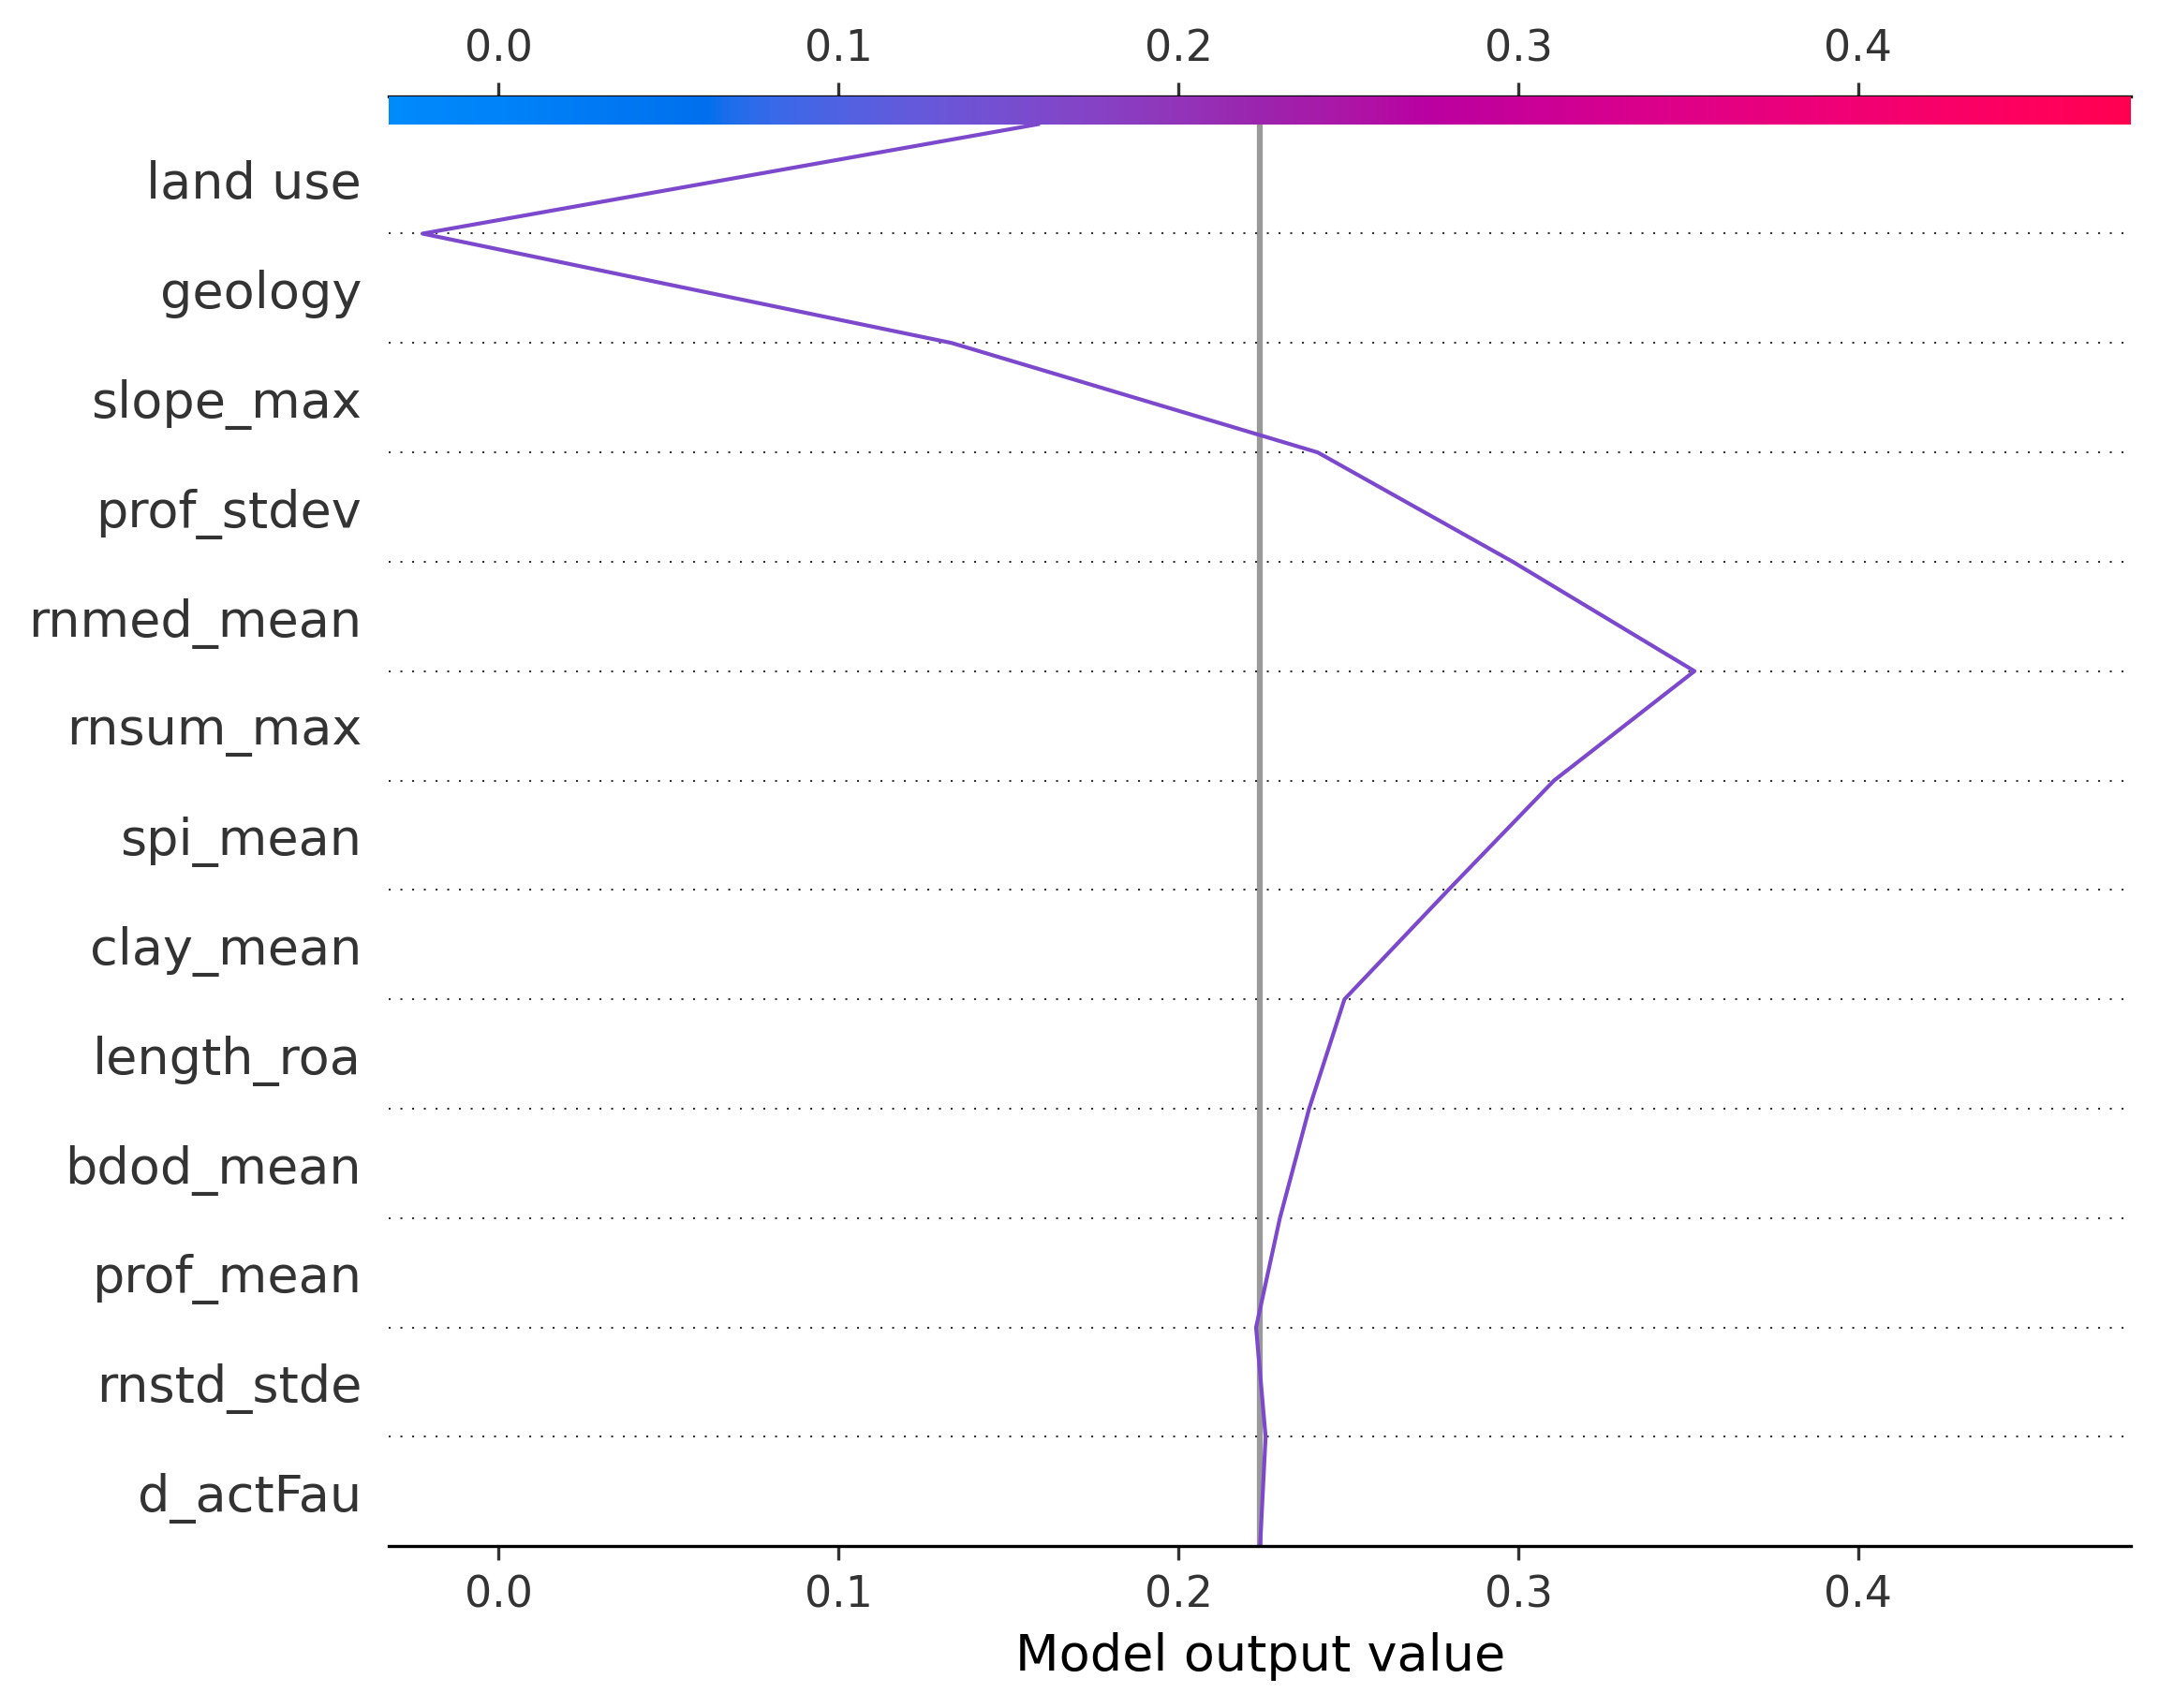 0.0 0.1 0.2 0.3 0.4
land use
geology
slope_max
prof_stdev
rnmed_mean
rnsum_max
spi_mean
clay_mean
length_roa
bdod_mean
prof_mean
rnstd_stde
d_actFau
0.0 0.1 0.2 0.3 0.4
Model output value